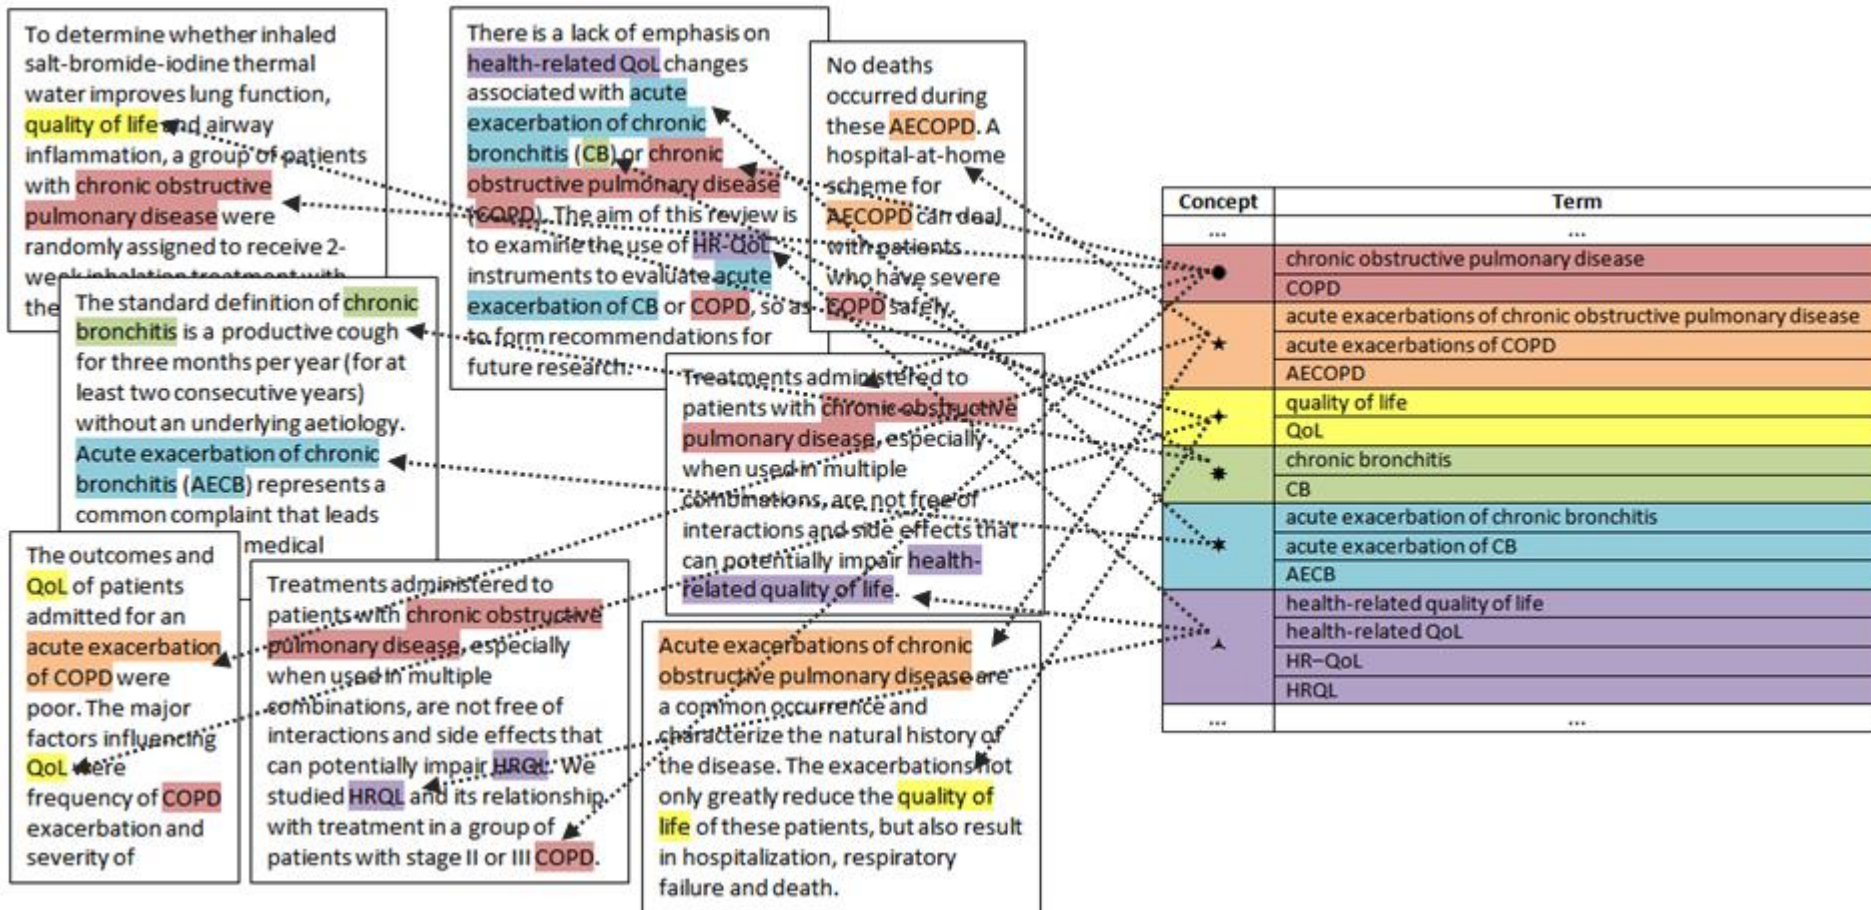 To determine whether inhaled
salt-bromide-iodine thermal
water improves lung function,
quality of life and airway
inflammation, a group of patients
with chronic obstructive
pulmonary disease were
randomly assigned to receive 2-
week inhalation treatment with
the
The standard definition of chronic
bronchitis is a productive cough
for three months per year (for at
least two consecutive years)
without an underlying aetiology.
Acute exacerbation of chronic
bronchitis (AECB) represents a
common complaint that leads
medical
The outcomes and
QoL of patients
admitted for an
acute exacerbation
of COPD were
poor. The major
factors influencing
QoL were
frequency of COPD
exacerbation and
severity of
Treatments administered to
patients with chronic obstructive
pulmonary disease, especially
when used in multiple
combinations, are not free of
interactions and side effects that
can potentially impair HRQL. We
studied HRQL and its relationship
with treatment in a group of
patients with stage II or III COPD.
There is a lack of emphasis on
health-related QoL changes
associated with acute
exacerbation of chronic
bronchitis (CB) or chronic
obstructive pulmonary disease
(COPD). The aim of this review is
to examine the use of HR-QoL
instruments to evaluate acute
exacerbation of CB or COPD, so as
to form recommendations for
future research.
No deaths
occurred during
these AECOPD. A
hospital-at-home
scheme for
AECOPD can deal
with patients
who have severe
COPD safely.
Treatments administered to
patients with chronic obstructive
pulmonary disease, especially
when used in multiple
combinations, are not free of
interactions and side effects that
can potentially impair health-
related quality of life.
Acute exacerbations of chronic
obstructive pulmonary disease are
a common occurrence and
characterize the natural history of
the disease. The exacerbations not
only greatly reduce the quality of
life of these patients, but also result
in hospitalization, respiratory
failure and death.
Concept Term
... ...
chronic obstructive pulmonary disease
COPD
acute exacerbations of chronic obstructive pulmonary disease
acute exacerbations of COPD
AECOPD
quality of life
QoL
chronic bronchitis
CB
acute exacerbation of chronic bronchitis
acute exacerbation of CB
AECB
health-related quality of life
health-related QoL
HR–QoL
HRQL
... ...